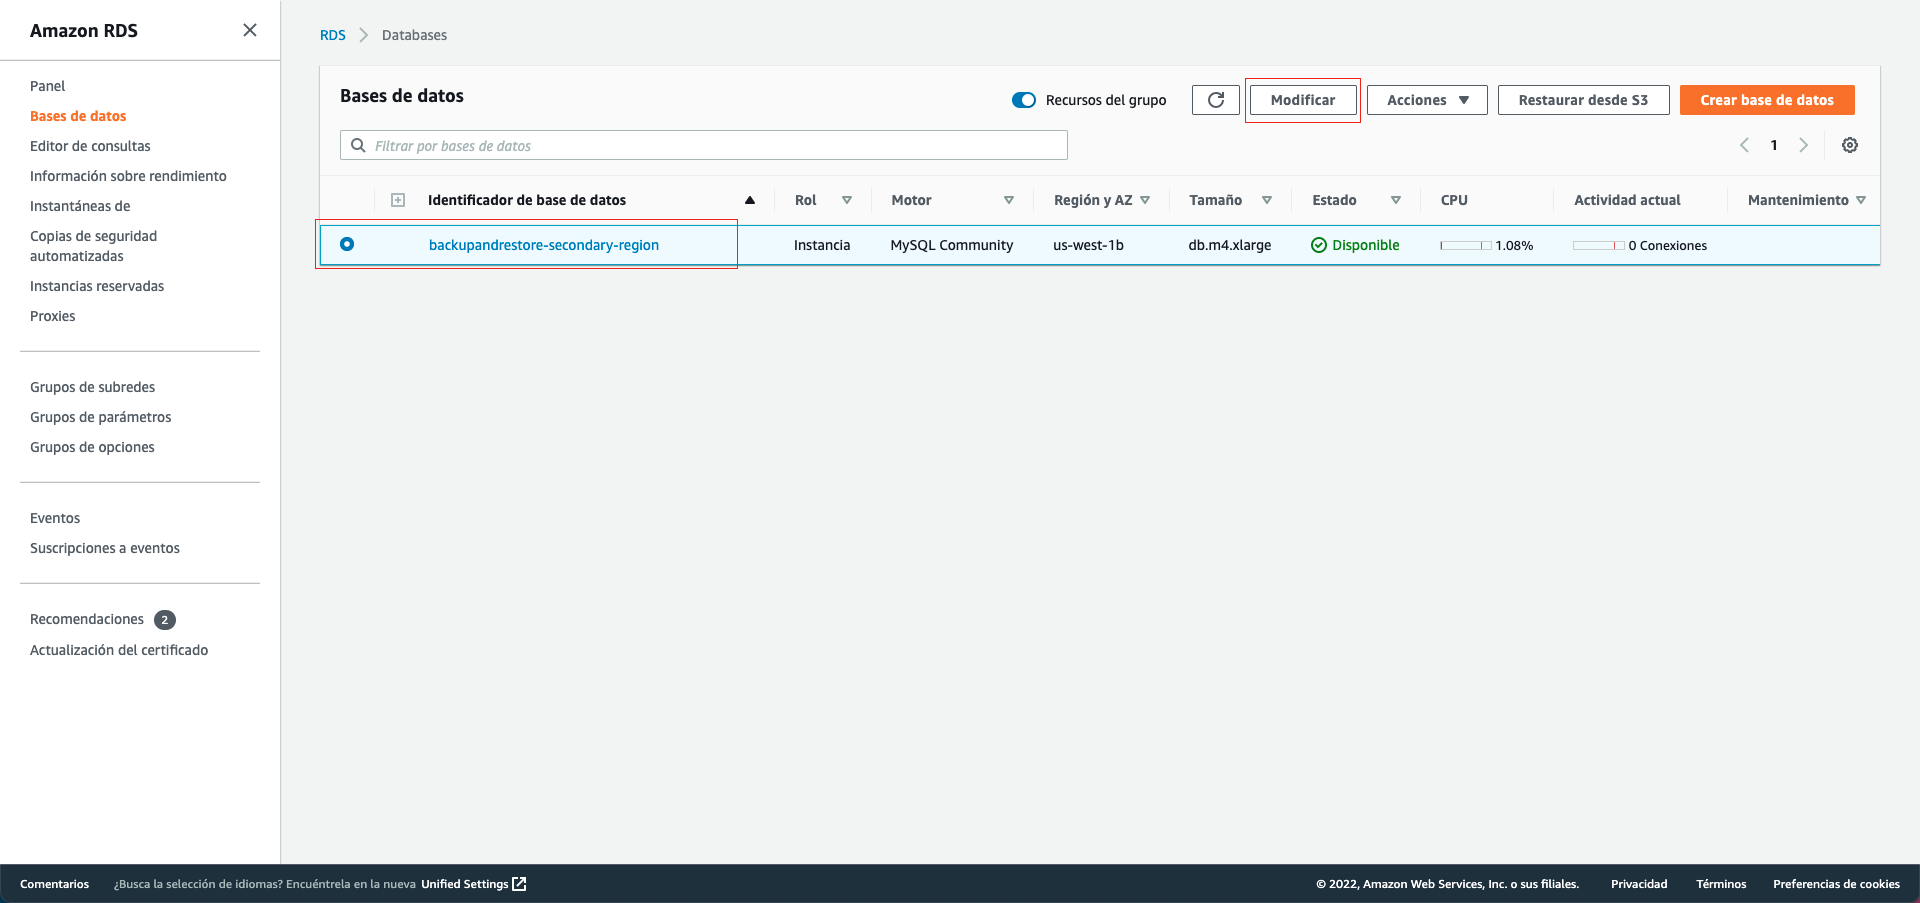 Amazon RDS
Panel
Bases de datos
Editor de consultas
Información sobre rendimiento
Instantáneas de
Copias de seguridad
automatizadas
Instancias reservadas
Proxies
Grupos de subredes
Grupos de parámetros
Grupos de opciones
Eventos
Suscripciones a eventos
Recomendaciones 2
Actualización del certificado
RDS Databases
Bases de datos
Recursos del grupo Modificar Acciones Restaurar desde S3 Crear base de datos
Filtrar por bases de datos 1
Identificador de base de datos Rol Motor Región y AZ Tamaño Estado CPU Actividad actual Mantenimiento
backupandrestore-secondary-region Instancia MySQL Community us-west-1b db.m4.xlarge Disponible 1.08% 0 Conexiones
Comentarios ¿Busca la selección de idiomas? Encuéntrela en la nueva Unified Settings © 2022, Amazon Web Services, Inc. o sus filiales. Privacidad Términos Preferencias de cookies